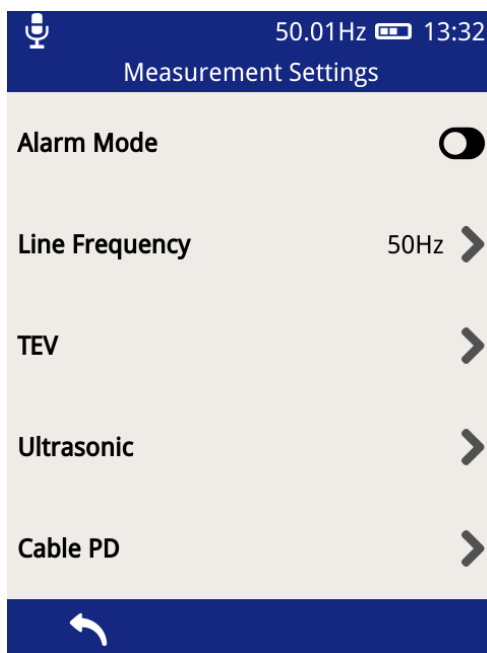 50.01Hz 13:32
Measurement Settings
Alarm Mode
Line Frequency 50Hz
TEV
Ultrasonic
Cable PD